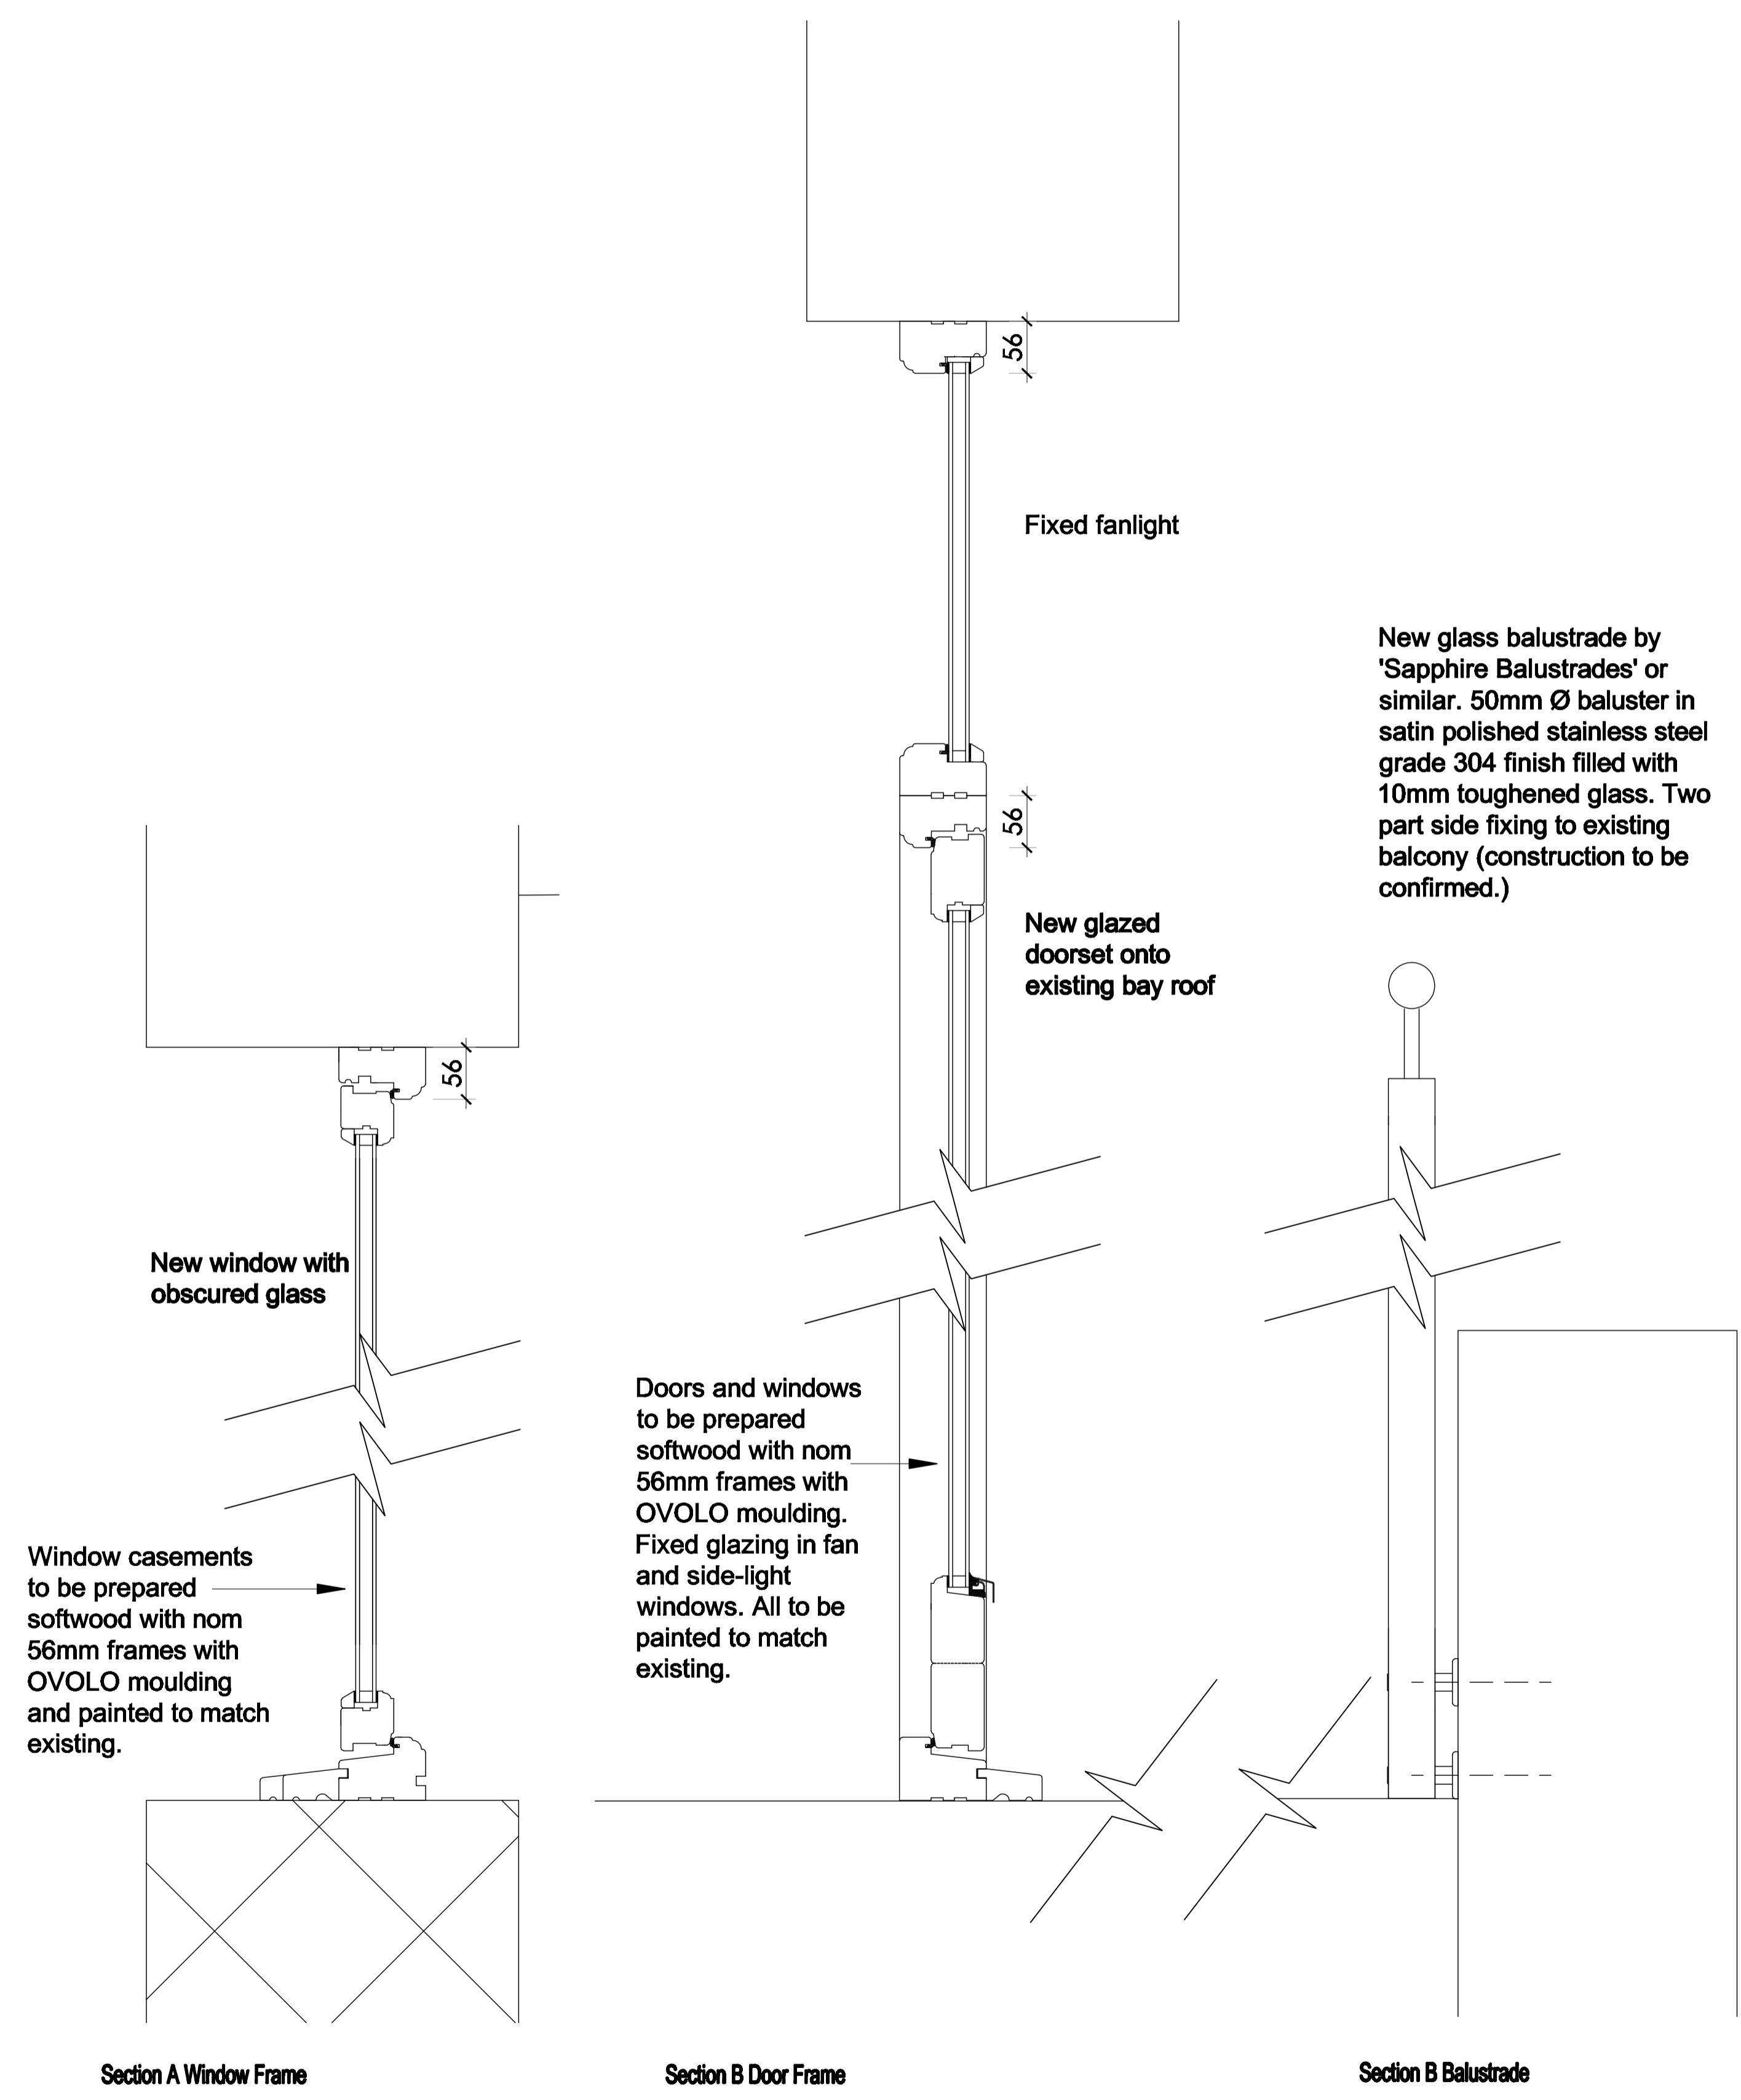 56
Fixed fanlight
New glass balustrade by
'Sapphire Balustrades' or
similar. 50mm Ø baluster in
satin polished stainless steel
grade 304 finish filled with
10mm toughened glass. Two
part side fixing to existing
balcony (construction to be
confirmed.)
56
New glazed
doorset onto
existing bay roof
56
New window with
obscured glass
Doors and windows
to be prepared
softwood with nom
56mm frames with
OVOLO moulding.
Fixed glazing in fan
and side-light
windows. All to be
painted to match
existing.
Window casements
to be prepared
softwood with nom
56mm frames with
OVOLO moulding
and painted to match
existing.
Section A Window Frame
Section B Door Frame
Section B Balustrade